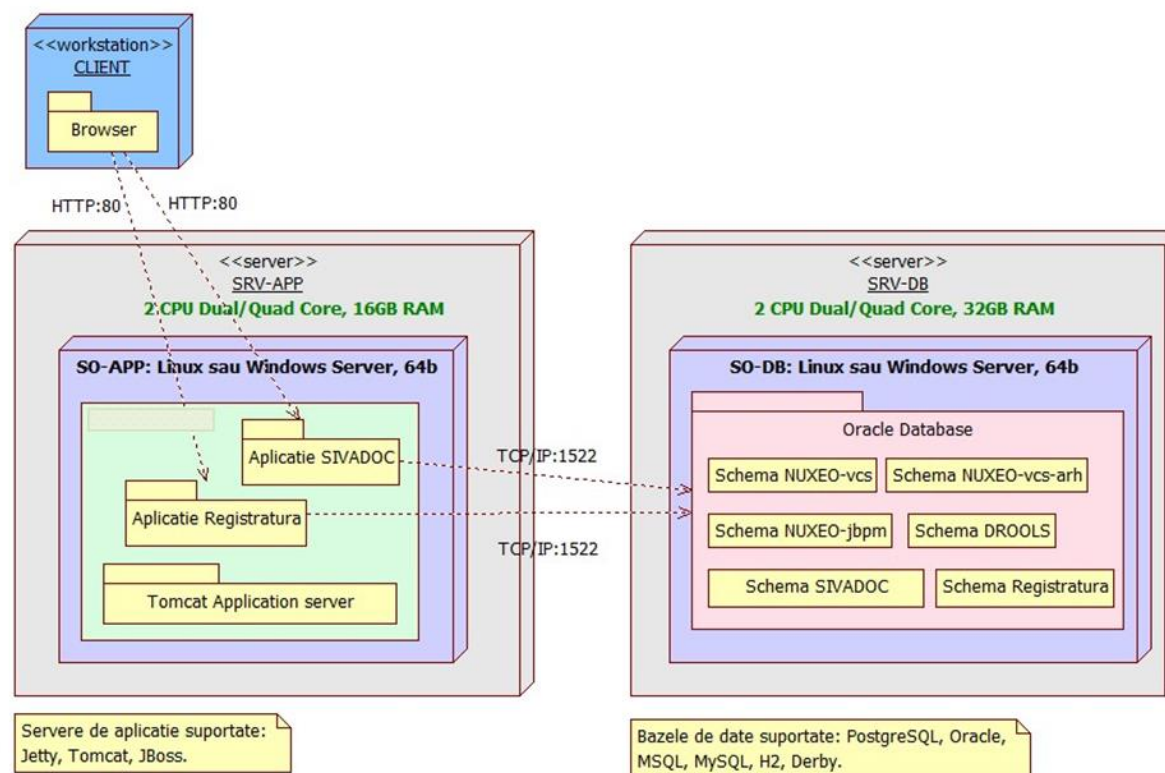 <<workstation>>
CLIENT
Browser
HTTP:80
HTTP:80
<<server>>
SRV-APP
2 CPU Dual/Quad Core, 16GB RAM
SO-APP: Linux sau Windows Server, 64b
Aplicatie SIVADOC
Aplicatie Registratura
Tomcat Application server
TCP/IP:1522
TCP/IP:1522
<<server>>
SRV-DB
2 CPU Dual/Quad Core, 32GB RAM
SO-DB: Linux sau Windows Server, 64b
Oracle Database
Schema NUXEO-vcs
Schema NUXEO-vcs-arh
Schema NUXEO-jbpm
Schema DROOLS
Schema SIVADOC
Schema Registratura
Servere de aplicatie suportate:
Jetty, Tomcat, JBoss.
Bazele de date suportate: PostgreSQL, Oracle,
MSQL, MySQL, H2, Derby.